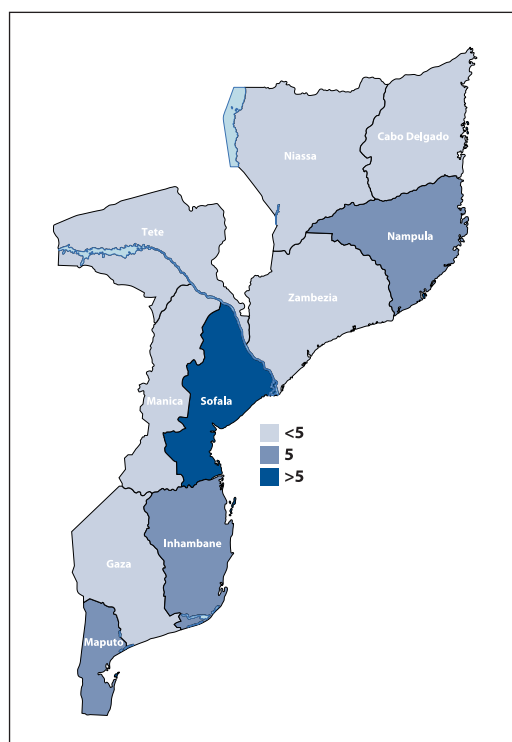 Cabo Delgado
Niassa
Nampula
Tete
Zambezia
Manica
Sofala
<5
5
>5
Inhambane
Gaza
Maputo